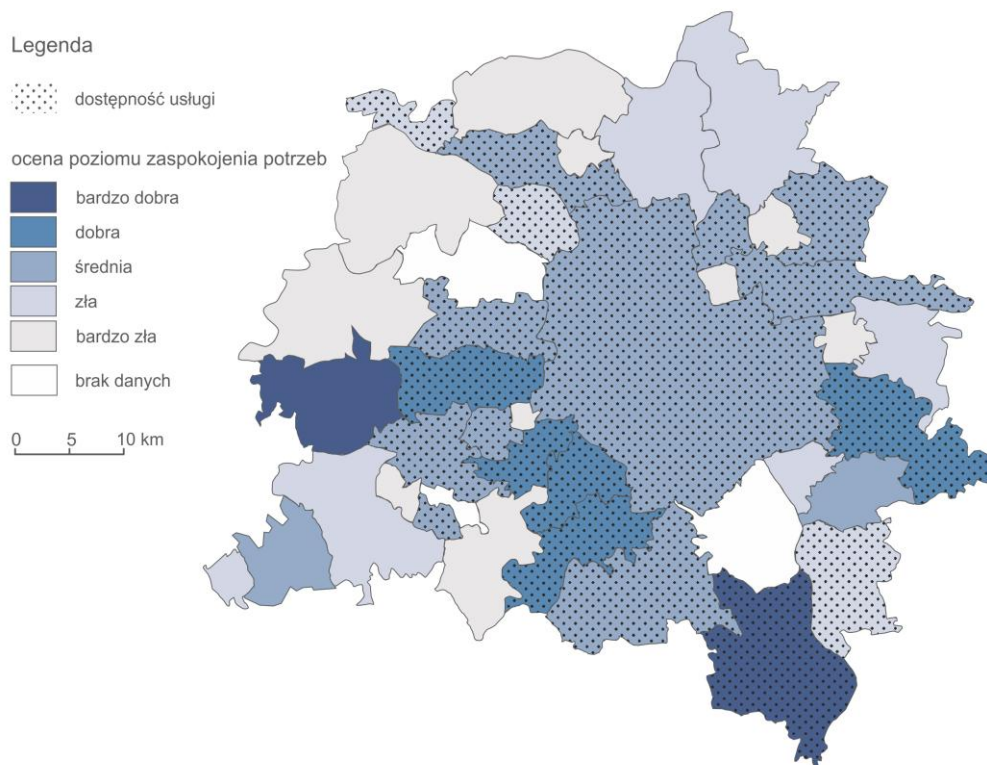 Legenda
dostępność usługi
ocena poziomu zaspokojenia potrzeb
bardzo dobra
dobra
średnia
zła
bardzo zła
brak danych
0 5 10 km